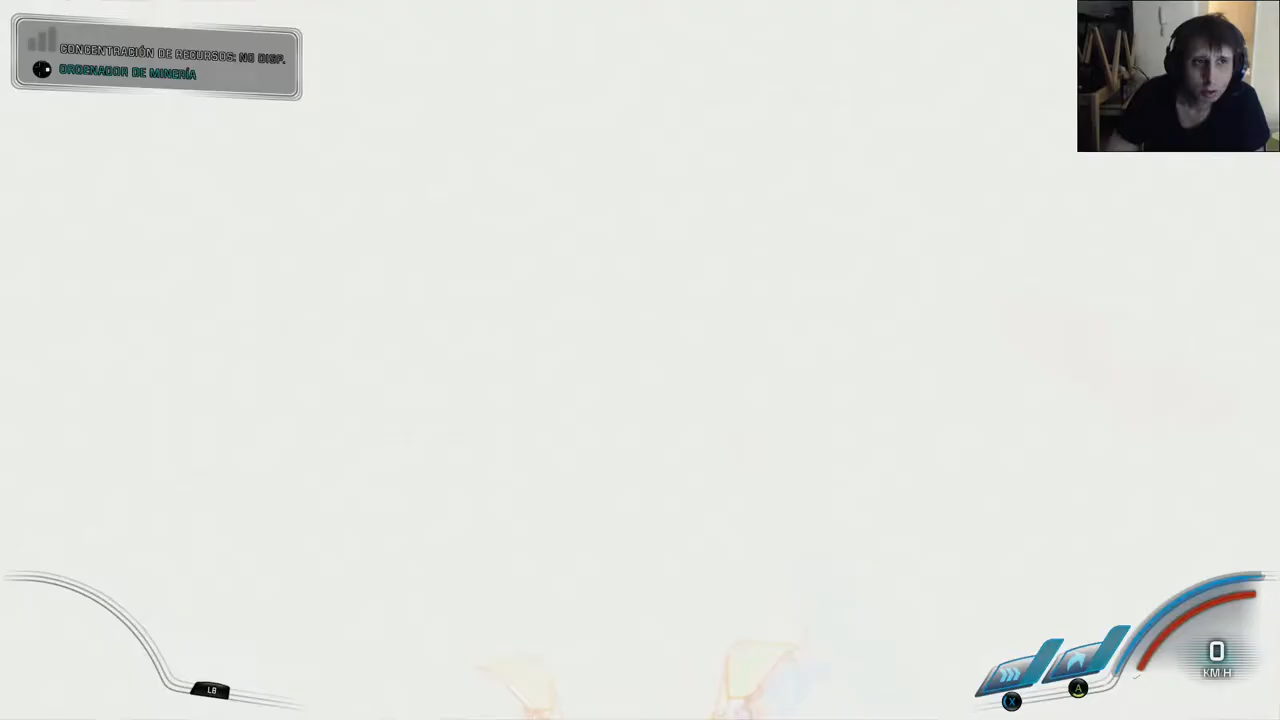 CONCENTRACIÓN DE RECURSOS: NO DISP.
ORDENADOR DE MINERÍA
LB
X
A
0
KM/H